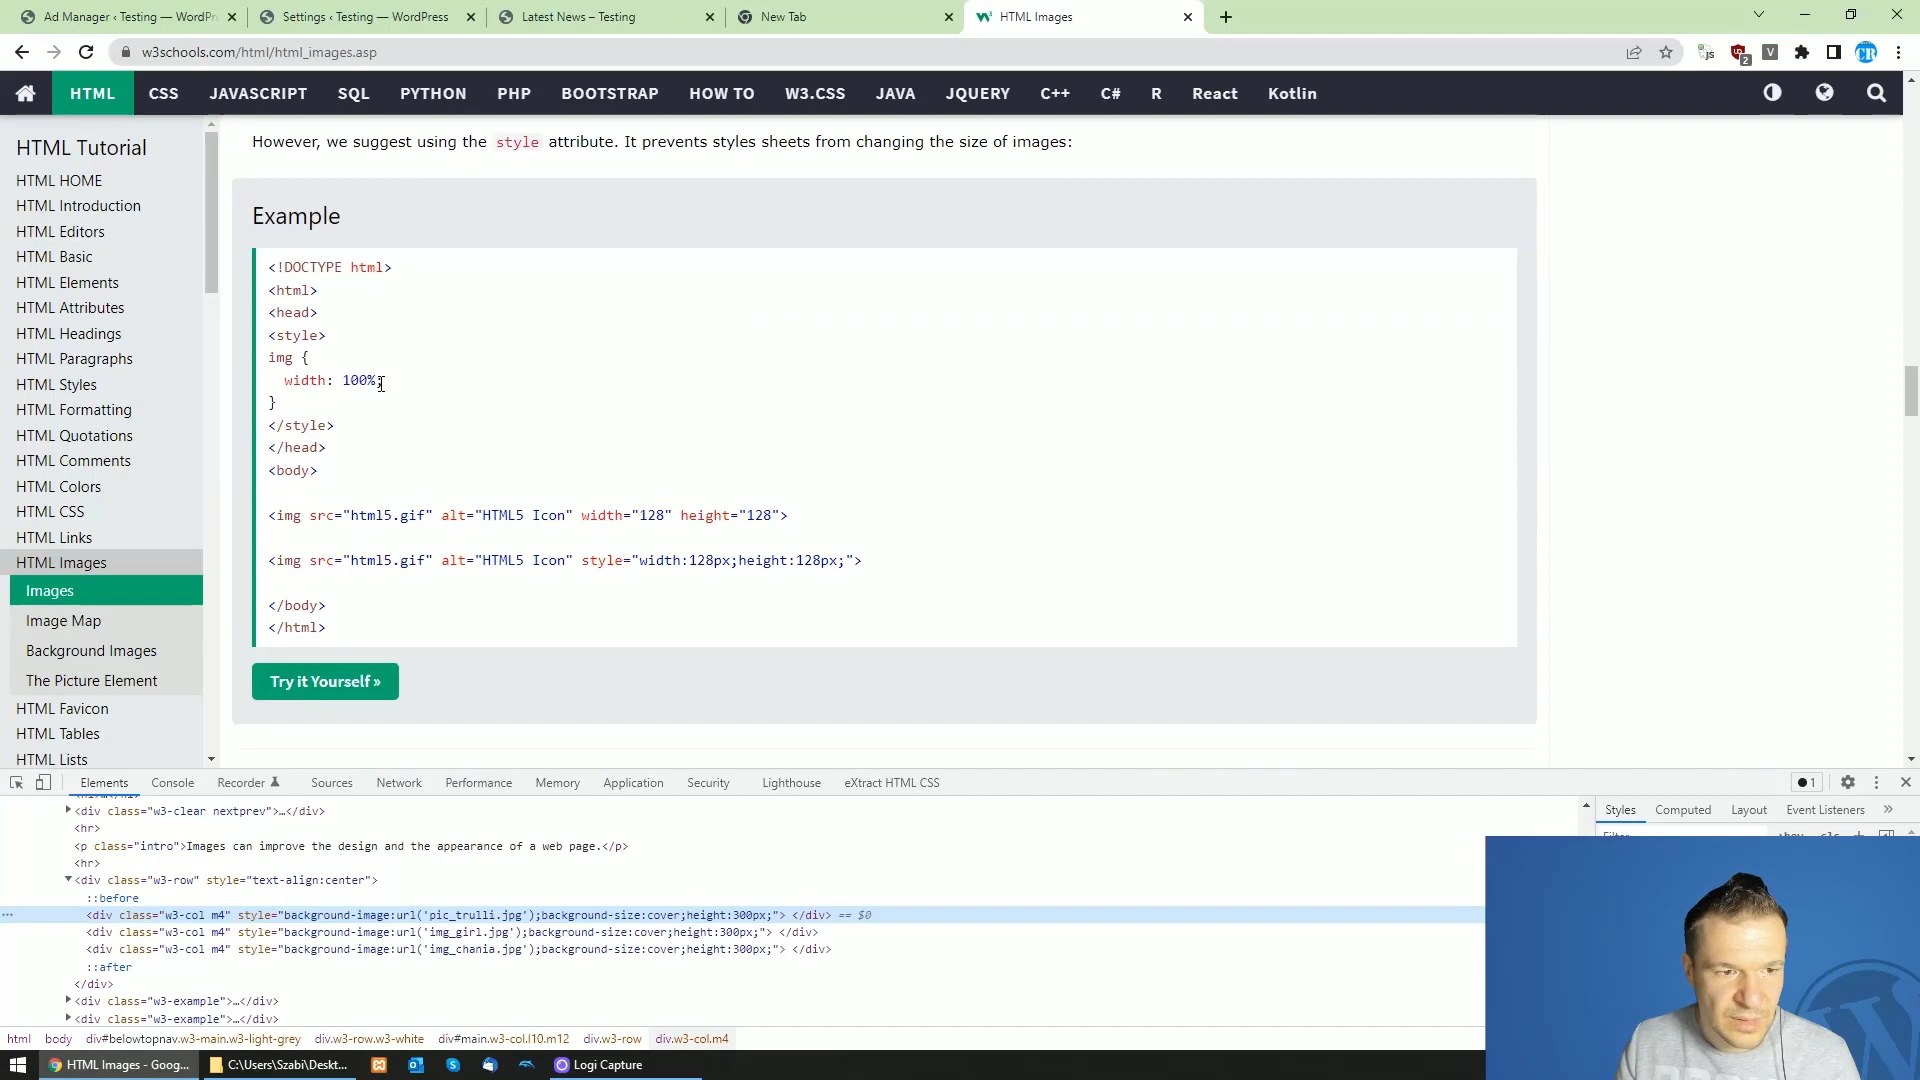 Ad Manager ‹ Testing — WordPr
Settings ‹ Testing — WordPress
Latest News – Testing
New Tab
HTML Images
w3schools.com/html/html_images.asp
HTML CSS JAVASCRIPT SQL PYTHON PHP BOOTSTRAP HOW TO W3.CSS JAVA JQUERY C++ C# R React Kotlin
HTML Tutorial
HTML HOME
HTML Introduction
HTML Editors
HTML Basic
HTML Elements
HTML Attributes
HTML Headings
HTML Paragraphs
HTML Styles
HTML Formatting
HTML Quotations
HTML Comments
HTML Colors
HTML CSS
HTML Links
HTML Images
Images
Image Map
Background Images
The Picture Element
HTML Favicon
HTML Tables
HTML Lists
However, we suggest using the style attribute. It prevents styles sheets from changing the size of images:
Example
<!DOCTYPE html>
<html>
<head>
<style>
img {
width: 100%;
}
</style>
</head>
<body>
<img src="html5.gif" alt="HTML5 Icon" width="128" height="128">
<img src="html5.gif" alt="HTML5 Icon" style="width:128px;height:128px;">
</body>
</html>
Try it Yourself »
Elements Console Recorder Sources Network Performance Memory Application Security Lighthouse eXtract HTML CSS 1
<div class="w3-clear nextprev">…</div>
<hr>
<p class="intro">Images can improve the design and the appearance of a web page.</p>
<hr>
<div class="w3-row" style="text-align:center">
::before
<div class="w3-col m4" style="background-image:url('pic_trulli.jpg');background-size:cover;height:300px;"> </div> == $0
<div class="w3-col m4" style="background-image:url('img_girl.jpg');background-size:cover;height:300px;"> </div>
<div class="w3-col m4" style="background-image:url('img_chania.jpg');background-size:cover;height:300px;"> </div>
::after
</div>
<div class="w3-example">…</div>
<div class="w3-example">…</div>
Styles Computed Layout Event Listeners »
html body div#belowtopnav.w3-main.w3-light-grey div.w3-row.w3-white div#main.w3-col.l10.m12 div.w3-row div.w3-col.m4
HTML Images - Goog...
C:\Users\Szabi\Deskt...
Logi Capture